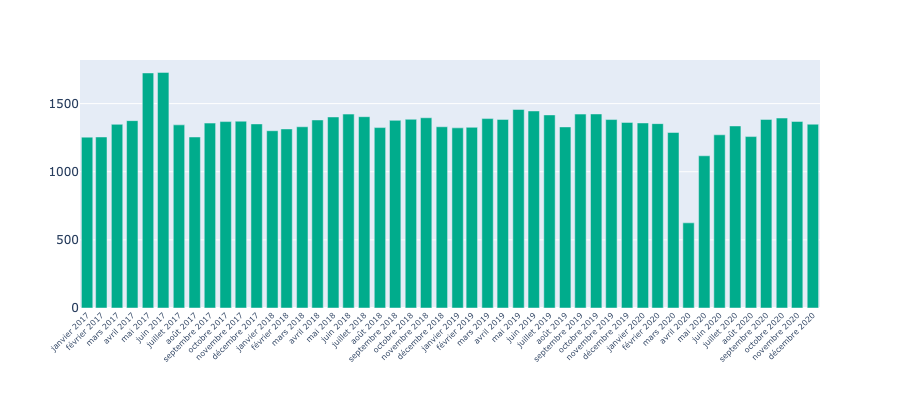 1500
1000
500
0
janvier 2017
février 2017
mars 2017
avril 2017
mai 2017
juin 2017
juillet 2017
août 2017
septembre 2017
octobre 2017
novembre 2017
décembre 2017
janvier 2018
février 2018
mars 2018
avril 2018
mai 2018
juin 2018
juillet 2018
août 2018
septembre 2018
octobre 2018
novembre 2018
décembre 2018
janvier 2019
février 2019
mars 2019
avril 2019
mai 2019
juin 2019
juillet 2019
août 2019
septembre 2019
octobre 2019
novembre 2019
décembre 2019
janvier 2020
février 2020
mars 2020
avril 2020
mai 2020
juin 2020
juillet 2020
août 2020
septembre 2020
octobre 2020
novembre 2020
décembre 2020